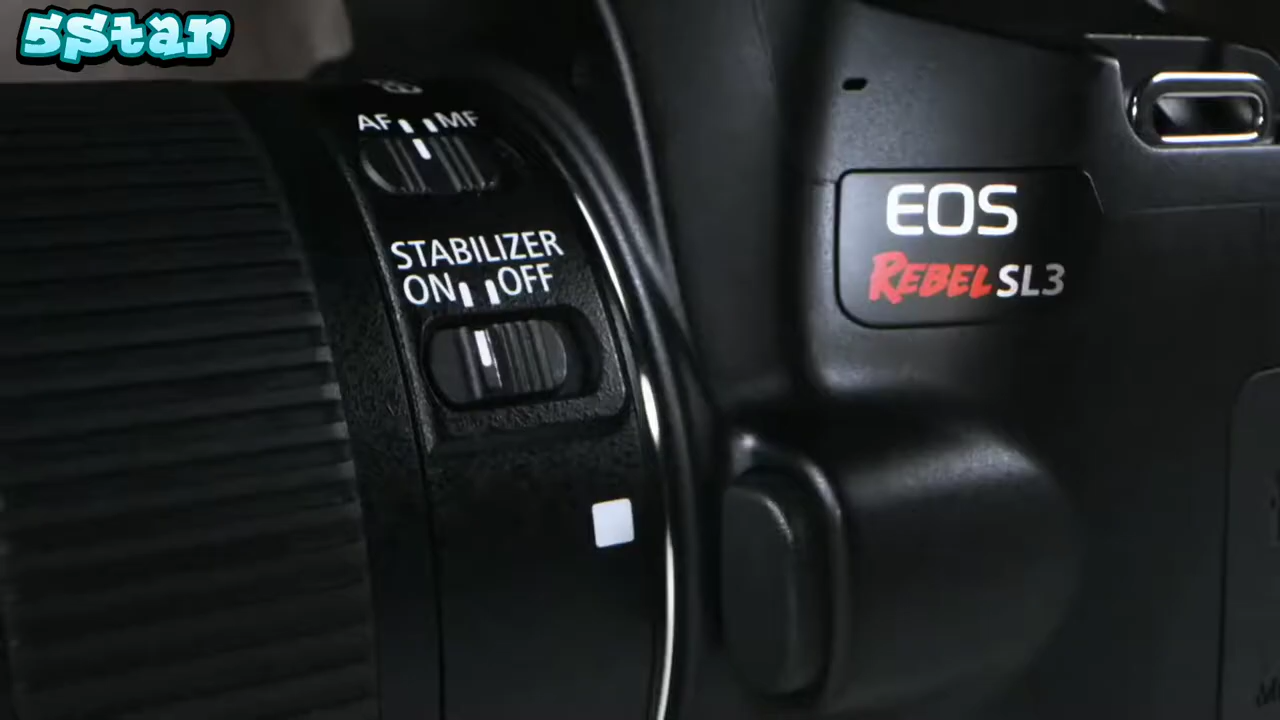 5Star
AF MF
STABILIZER
ON OFF
EOS
REBEL SL3